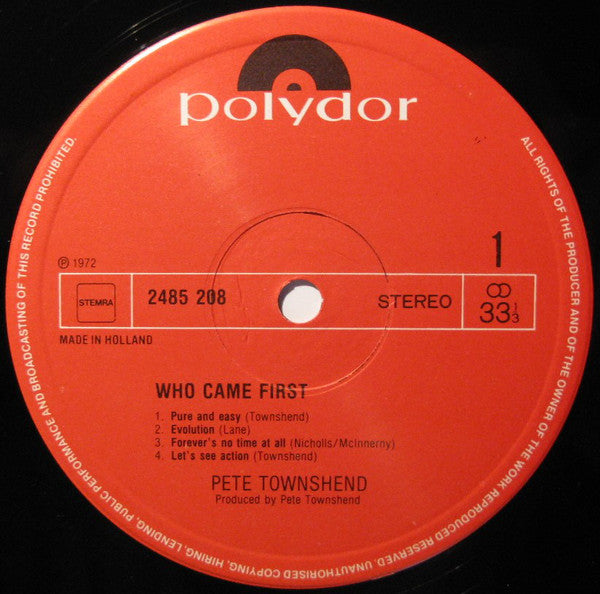 polydor
1
℗ 1972
STEMRA
2485 208
STEREO
33 1/3
MADE IN HOLLAND
WHO CAME FIRST
1. Pure and easy (Townshend)
2. Evolution (Lane)
3. Forever's no time at all (Nicholls/McInnerny)
4. Let's see action (Townshend)
PETE TOWNSHEND
Produced by Pete Townshend
ALL RIGHTS OF THE PRODUCER AND OF THE OWNER OF THE WORK REPRODUCED RESERVED. UNAUTHORISED COPYING, HIRING, LENDING, PUBLIC PERFORMANCE AND BROADCASTING OF THIS RECORD PROHIBITED.